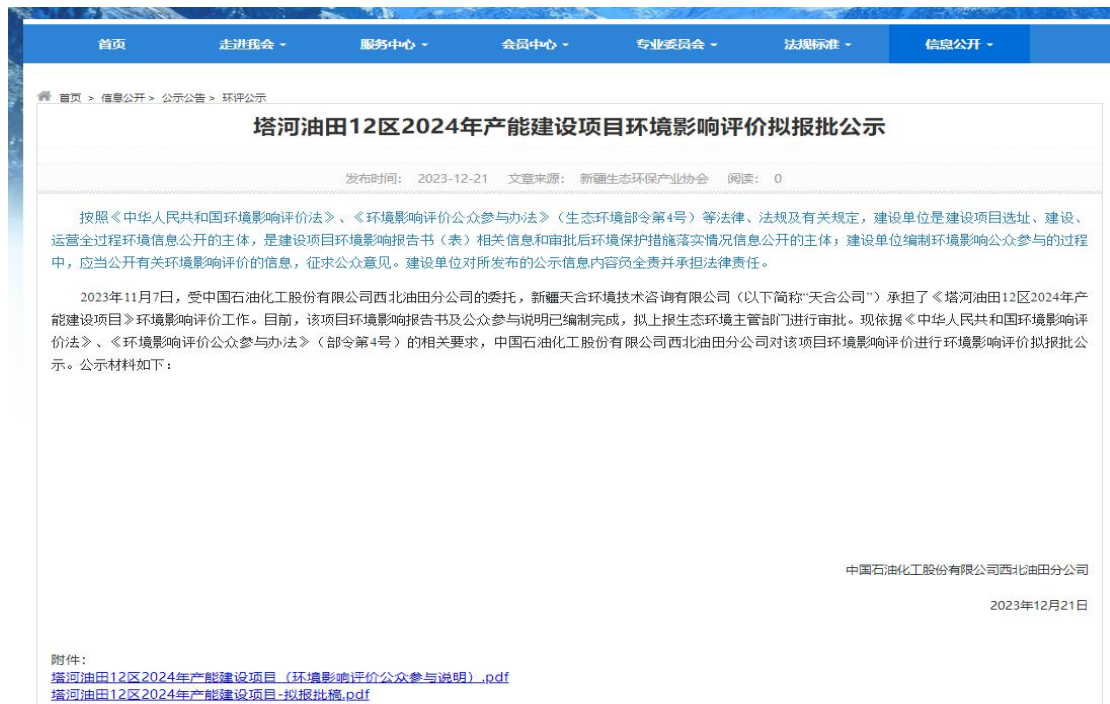 首页 走进我会 服务中心 会员中心 专业委员会 法规标准 信息公开
首页 > 信息公开 > 公示公告 > 环评公示
塔河油田12区2024年产能建设项目环境影响评价拟报批公示
发布时间: 2023-12-21 文章来源: 新疆生态环保产业协会 阅读: 0
按照《中华人民共和国环境影响评价法》、《环境影响评价公众参与办法》（生态环境部令第4号）等法律、法规及有关规定，建设单位是建设项目选址、建设、
运营全过程环境信息公开的主体，是建设项目环境影响报告书（表）相关信息和审批后环境保护措施落实情况信息公开的主体；建设单位编制环境影响公众参与的过程
中，应当公开有关环境影响评价的信息，征求公众意见。建设单位对所发布的公示信息内容负全责并承担法律责任。
2023年11月7日，受中国石油化工股份有限公司西北油田分公司的委托，新疆天合环境技术咨询有限公司（以下简称“天合公司”）承担了《塔河油田12区2024年产
能建设项目》环境影响评价工作。目前，该项目环境影响报告书及公众参与说明已编制完成，拟上报生态环境主管部门进行审批。现依据《中华人民共和国环境影响评
价法》、《环境影响评价公众参与办法》（部令第4号）的相关要求，中国石油化工股份有限公司西北油田分公司对该项目环境影响评价进行环境影响评价拟报批公
示。公示材料如下：
中国石油化工股份有限公司西北油田分公司
2023年12月21日
附件：
塔河油田12区2024年产能建设项目（环境影响评价公众参与说明）.pdf
塔河油田12区2024年产能建设项目-拟报批稿.pdf